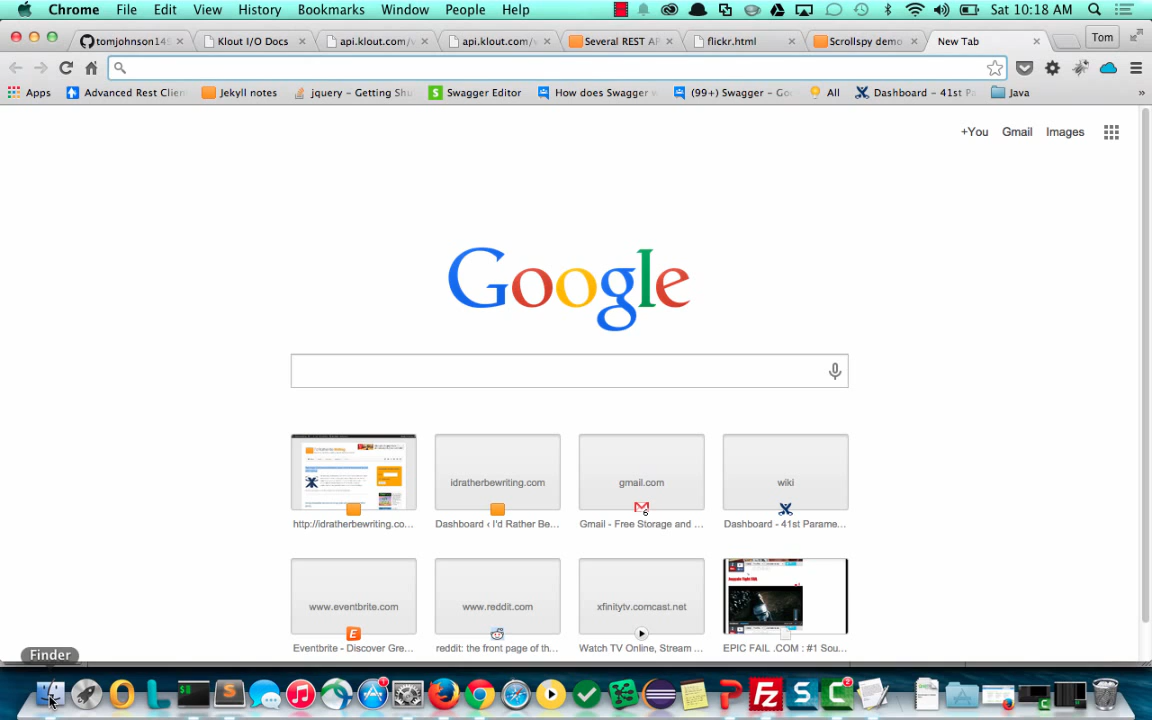 Chrome File Edit View History Bookmarks Window People Help Sat 10:18 AM
tomjohnson14 Klout I/O Docs api.klout.com/v api.klout.com/v Several REST AP flickr.html Scrollspy demo New Tab Tom
Apps Advanced Rest Clien Jekyll notes jquery – Getting Sta Swagger Editor How does Swagger (99+) Swagger - Go All Dashboard – 41st Pa Java »
+You Gmail Images
Google
idratherbewriting.com gmail.com wiki
http://idratherbewriting.co... Dashboard ‹ I'd Rather Be... Gmail - Free Storage and ... Dashboard - 41st Parame...
www.eventbrite.com www.reddit.com xfinitytv.comcast.net
Eventbrite - Discover Gre... reddit: the front page of th... Watch TV Online, Stream ... EPIC FAIL .COM : #1 Sou...
Finder